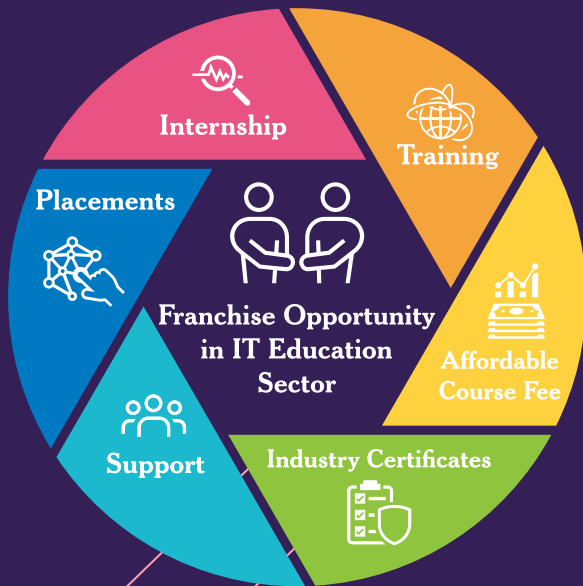 Internship
Training
Placements
Franchise Opportunity
in IT Education
Sector
Affordable
Course Fee
Support
Industry Certificates